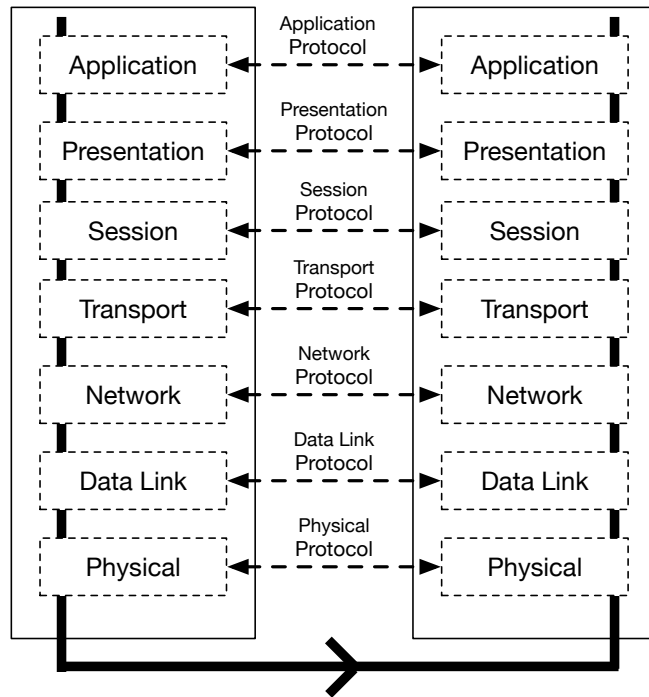 Application
Protocol
Application
Application
Presentation
Protocol
Presentation
Presentation
Session
Protocol
Session
Session
Transport
Protocol
Transport
Transport
Network
Protocol
Network
Network
Data Link
Protocol
Data Link
Data Link
Physical
Protocol
Physical
Physical